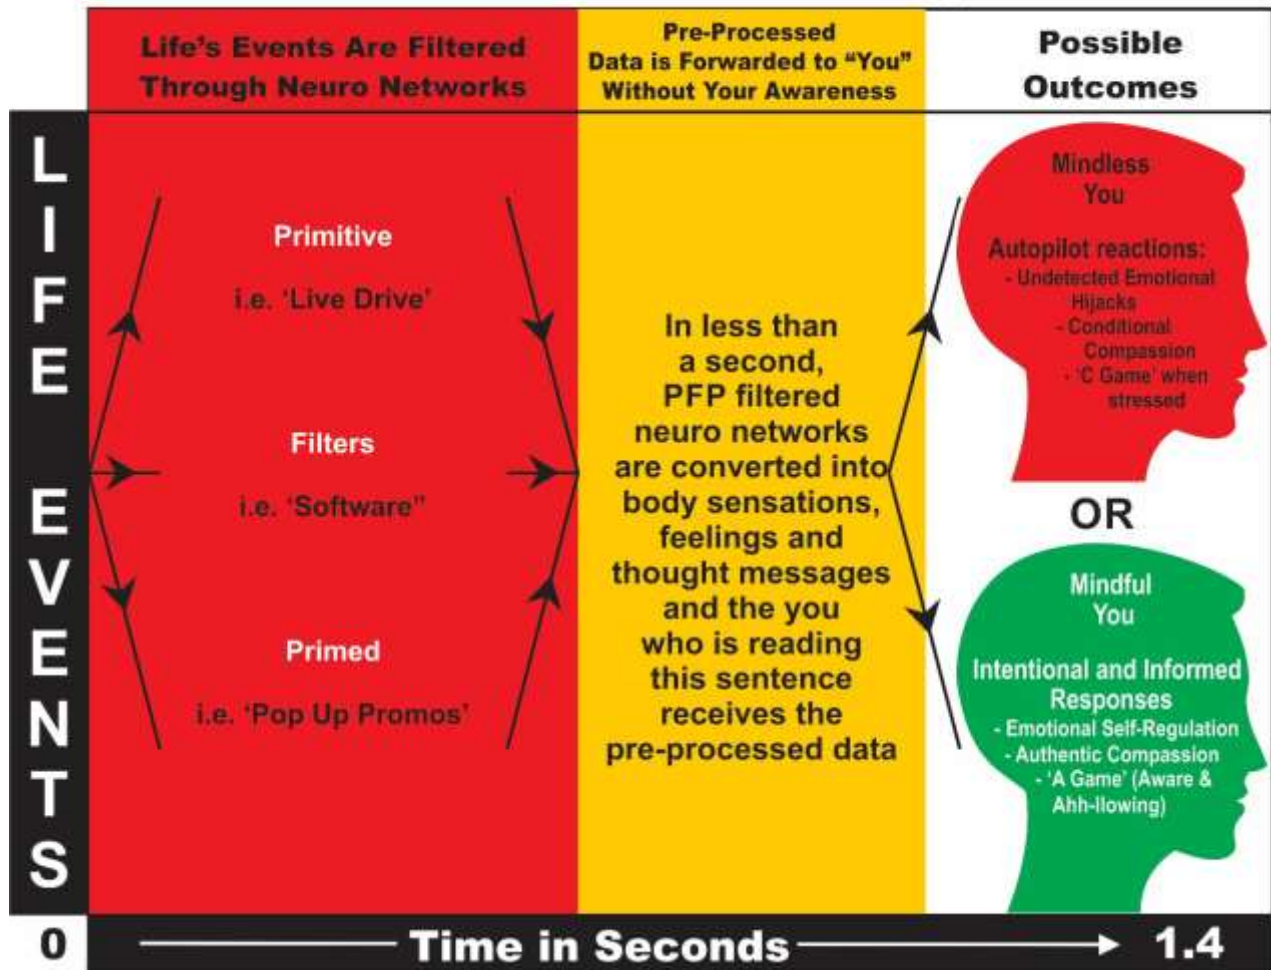 Life's Events Are Filtered
Through Neuro Networks
Pre-Processed
Data is Forwarded to “You”
Without Your Awareness
Possible
Outcomes
LIFE EVENTS
Primitive
i.e. ‘Live Drive’
Filters
i.e. ‘Software"
Primed
i.e. ‘Pop Up Promos’
In less than
a second,
PFP filtered
neuro networks
are converted into
body sensations,
feelings and
thought messages
and the you
who is reading
this sentence
receives the
pre-processed data
Mindless
You
Autopilot reactions:
- Undetected Emotional
Hijacks
- Conditional
Compassion
- ‘C Game’ when
stressed
OR
Mindful
You
Intentional and Informed
Responses
- Emotional Self-Regulation
- Authentic Compassion
- ‘A Game’ (Aware &
Ahh-llowing)
0
Time in Seconds
1.4